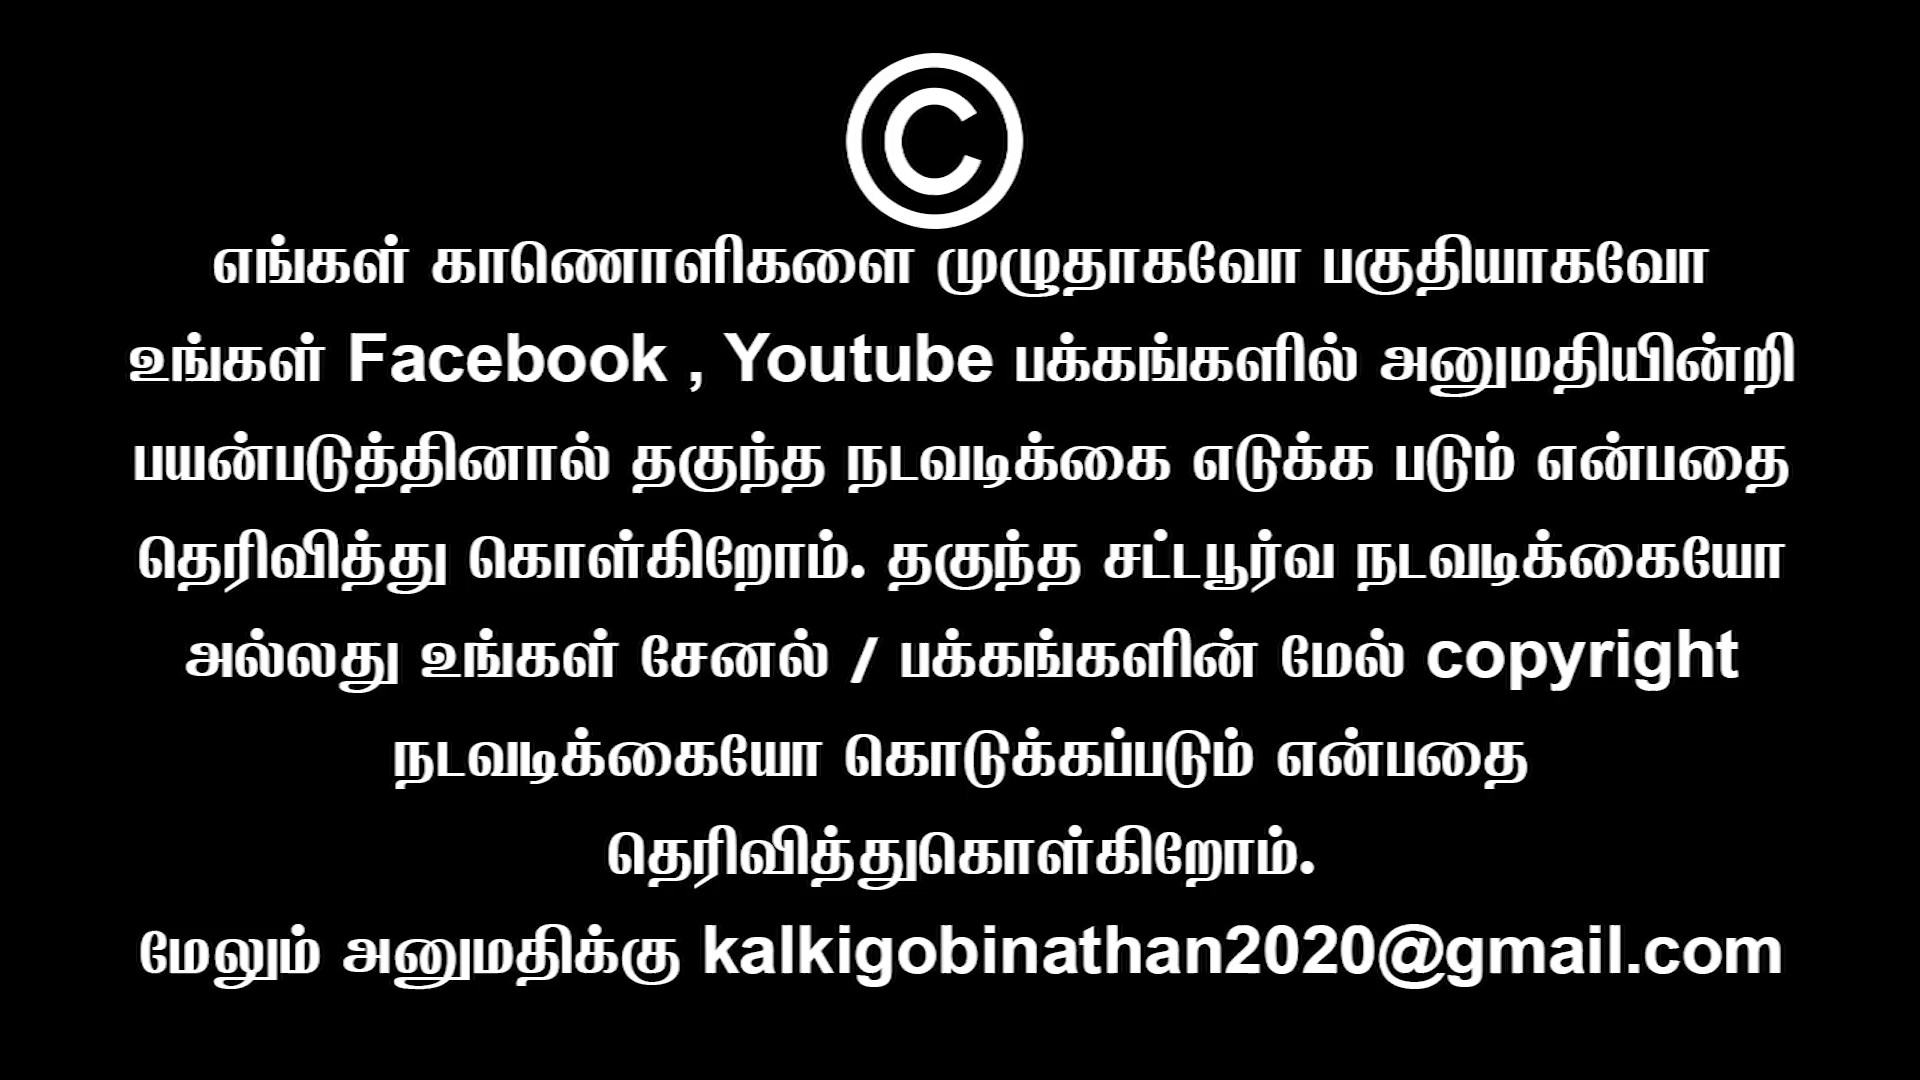 ©
எங்கள் காணொளிகளை முழுதாகவோ பகுதியாகவோ
உங்கள் Facebook , Youtube பக்கங்களில் அனுமதியின்றி
பயன்படுத்தினால் தகுந்த நடவடிக்கை எடுக்க படும் என்பதை
தெரிவித்து கொள்கிறோம். தகுந்த சட்டபூர்வ நடவடிக்கையோ
அல்லது உங்கள் சேனல் / பக்கங்களின் மேல் copyright
நடவடிக்கையோ கொடுக்கப்படும் என்பதை
தெரிவித்துகொள்கிறோம்.
மேலும் அனுமதிக்கு kalkigobinathan2020@gmail.com